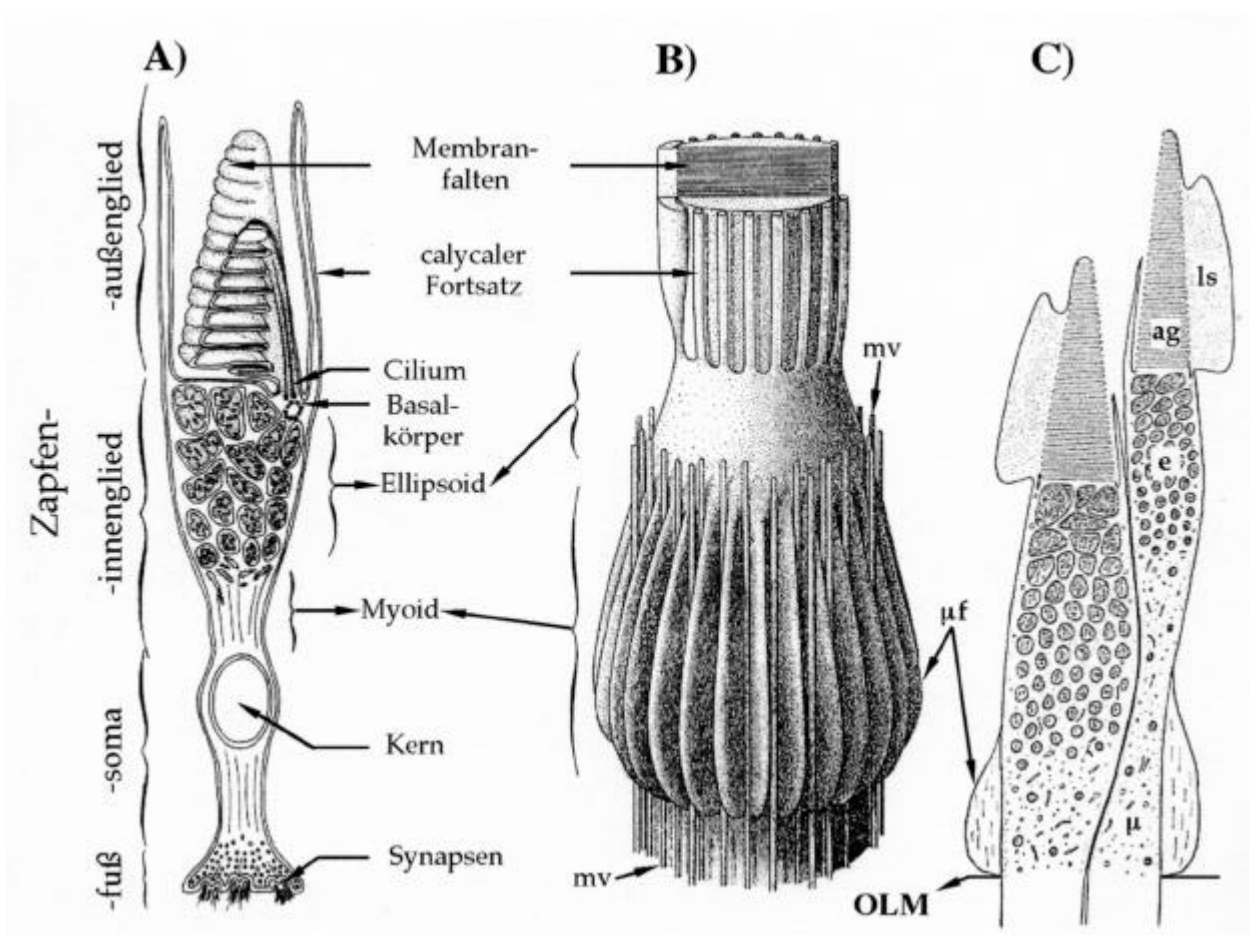 A)
B)
C)
Zapfen-
-außenglied
-innenglied
-soma
-fuß
Membran-
falten
calycaler
Fortsatz
Cilium
Basal-
körper
Ellipsoid
Myoid
Kern
Synapsen
mv
μf
mv
OLM
ls
ag
e
μ